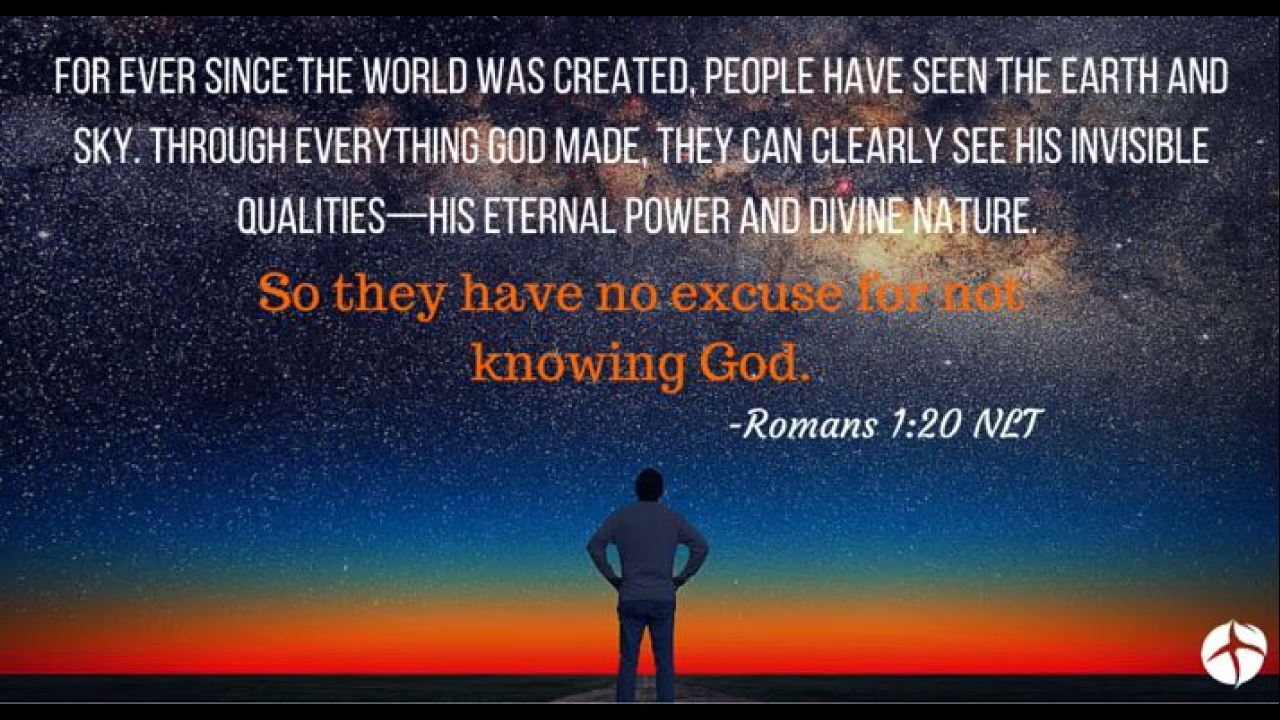 FOR EVER SINCE THE WORLD WAS CREATED, PEOPLE HAVE SEEN THE EARTH AND
SKY. THROUGH EVERYTHING GOD MADE, THEY CAN CLEARLY SEE HIS INVISIBLE
QUALITIES—HIS ETERNAL POWER AND DIVINE NATURE.
So they have no excuse for not
knowing God.
-Romans 1:20 NLT